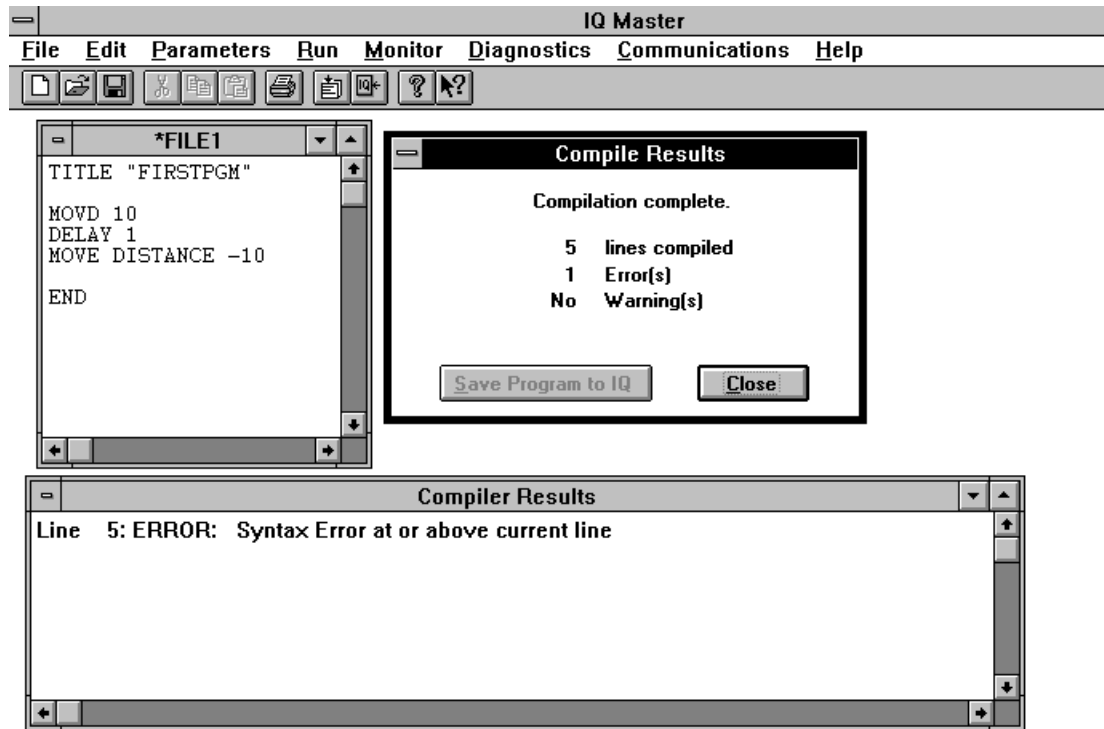 IQ Master
File Edit Parameters Run Monitor Diagnostics Communications Help
IQ
*FILE1
TITLE "FIRSTPGM"
MOVD 10
DELAY 1
MOVE DISTANCE -10
END
Compile Results
Compilation complete.
5 lines compiled
1 Error(s)
No Warning(s)
Save Program to IQ Close
Compiler Results
Line 5: ERROR: Syntax Error at or above current line